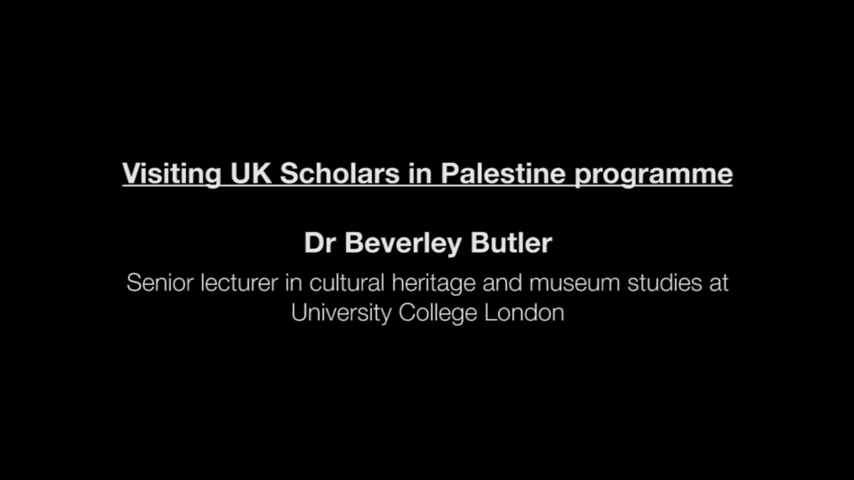 Visiting UK Scholars in Palestine programme
Dr Beverley Butler
Senior lecturer in cultural heritage and museum studies at
University College London